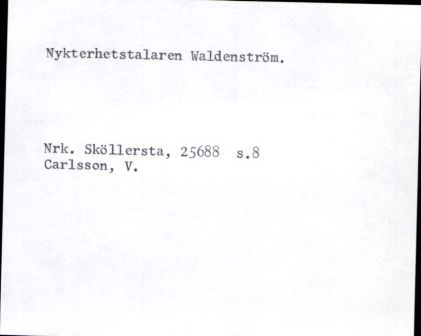 Nykterhetstalaren Waldenström.
Nrk. Sköllersta, 25688 s.8
Carlsson, V.